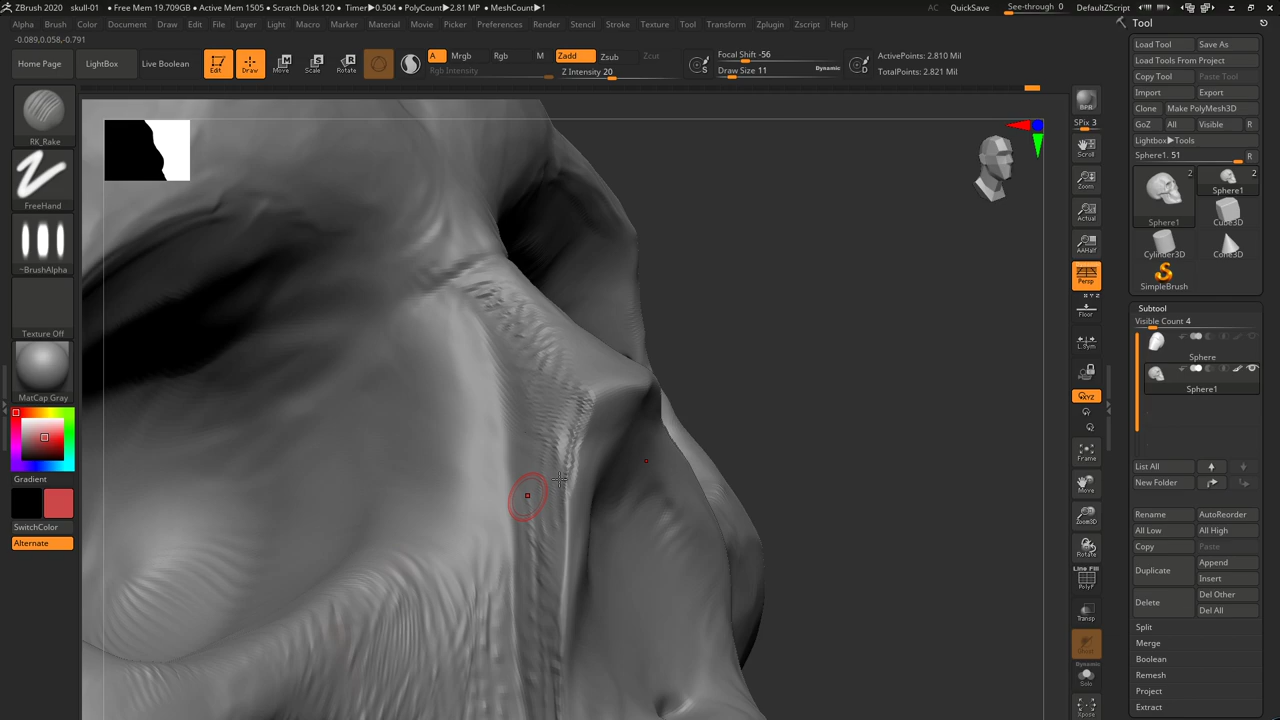 ZBrush 2020 skull-01 • Free Mem 19.709GB • Active Mem 1505 • Scratch Disk 120 • Timer▶0.504 • PolyCount▶2.81 MP • MeshCount▶1 AC QuickSave See-through 0 DefaultZScript
Alpha Brush Color Document Draw Edit File Layer Light Macro Marker Material Movie Picker Preferences Render Stencil Stroke Texture Tool Transform Zplugin Zscript Help
-0.089,0.058,-0.791
Home Page LightBox Live Boolean
Edit Draw Move Scale Rotate
A Mrgb Rgb M
Rgb Intensity
Zadd Zsub Zcut
Z Intensity 20
S
Focal Shift -56
Draw Size 11 Dynamic
D
ActivePoints: 2.810 Mil
TotalPoints: 2.821 Mil
RK_Rake
FreeHand
~BrushAlpha
Texture Off
MatCap Gray
Gradient
SwitchColor
Alternate
BPR
SPix 3
Scroll
Zoom
Actual
AAHalf
Persp
Floor
L.Sym
XYZ
Frame
Move
Zoom3D
Rotate
Line Fill
PolyF
Transp
Ghost
Dynamic
Solo
Xpose
Tool
Load Tool Save As
Load Tools From Project
Copy Tool Paste Tool
Import Export
Clone Make PolyMesh3D
GoZ All Visible R
Lightbox▶Tools
Sphere1. 51 R
2 2
Sphere1
Sphere1 Cube3D
Cylinder3D Cone3D
SimpleBrush
Subtool
Visible Count 4
Sphere
Sphere1
List All
New Folder
Rename AutoReorder
All Low All High
Copy Paste
Duplicate Append
Insert
Delete Del Other
Del All
Split
Merge
Boolean
Remesh
Project
Extract